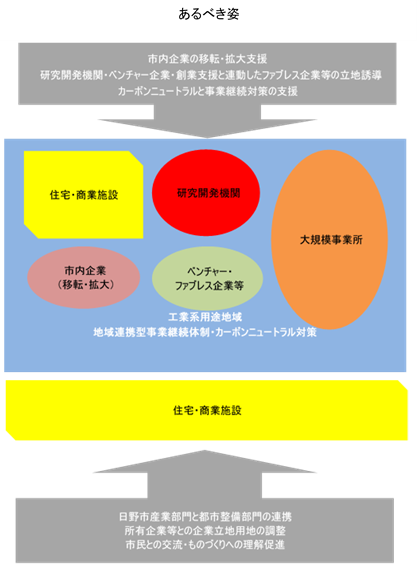 あるべき姿
市内企業の移転・拡大支援
研究開発機関・ベンチャー企業・創業支援と連動したファブレス企業等の立地誘導
カーボンニュートラルと事業継続対策の支援
住宅・商業施設
研究開発機関
大規模事業所
市内企業
（移転・拡大）
ベンチャー・
ファブレス企業等
工業系用途地域
地域連携型事業継続体制・カーボンニュートラル対策
住宅・商業施設
日野市産業部門と都市整備部門の連携
所有企業等との企業立地用地の調整
市民との交流・ものづくりへの理解促進